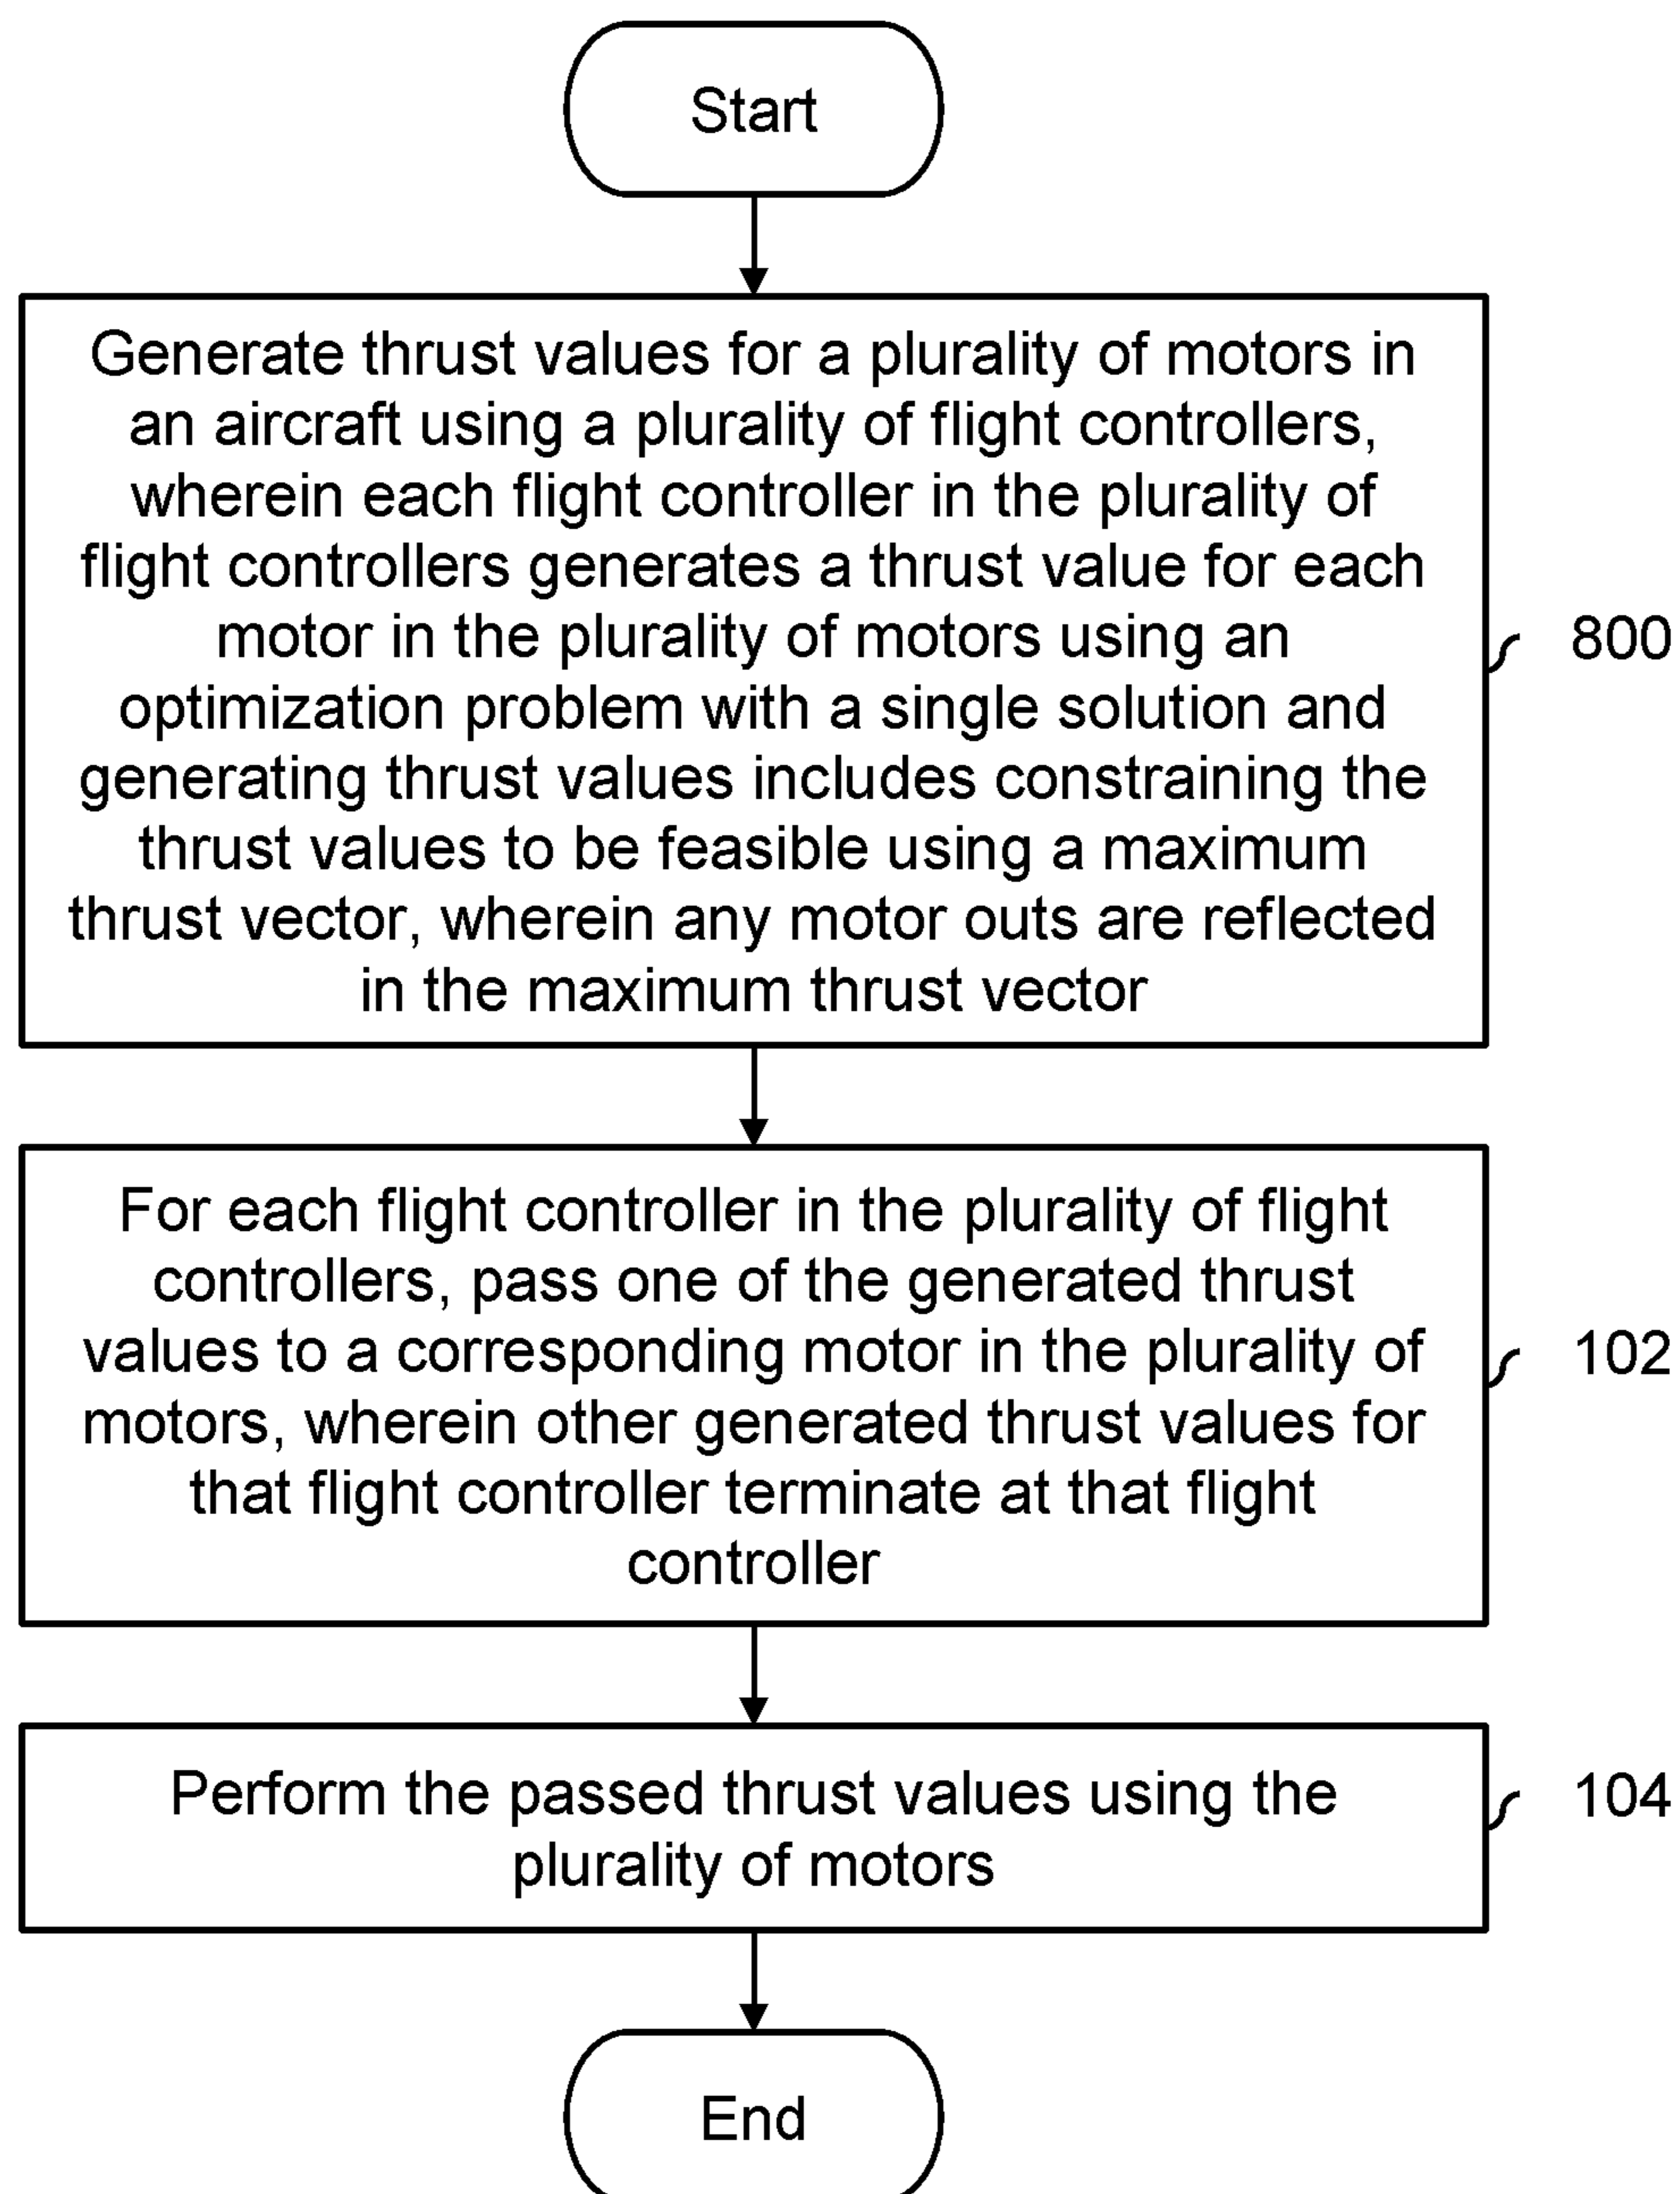 Start
Generate thrust values for a plurality of motors in
an aircraft using a plurality of flight controllers,
wherein each flight controller in the plurality of
flight controllers generates a thrust value for each
motor in the plurality of motors using an
optimization problem with a single solution and
generating thrust values includes constraining the
thrust values to be feasible using a maximum
thrust vector, wherein any motor outs are reflected
in the maximum thrust vector
800
For each flight controller in the plurality of flight
controllers, pass one of the generated thrust
values to a corresponding motor in the plurality of
motors, wherein other generated thrust values for
that flight controller terminate at that flight
controller
102
Perform the passed thrust values using the
plurality of motors
104
End